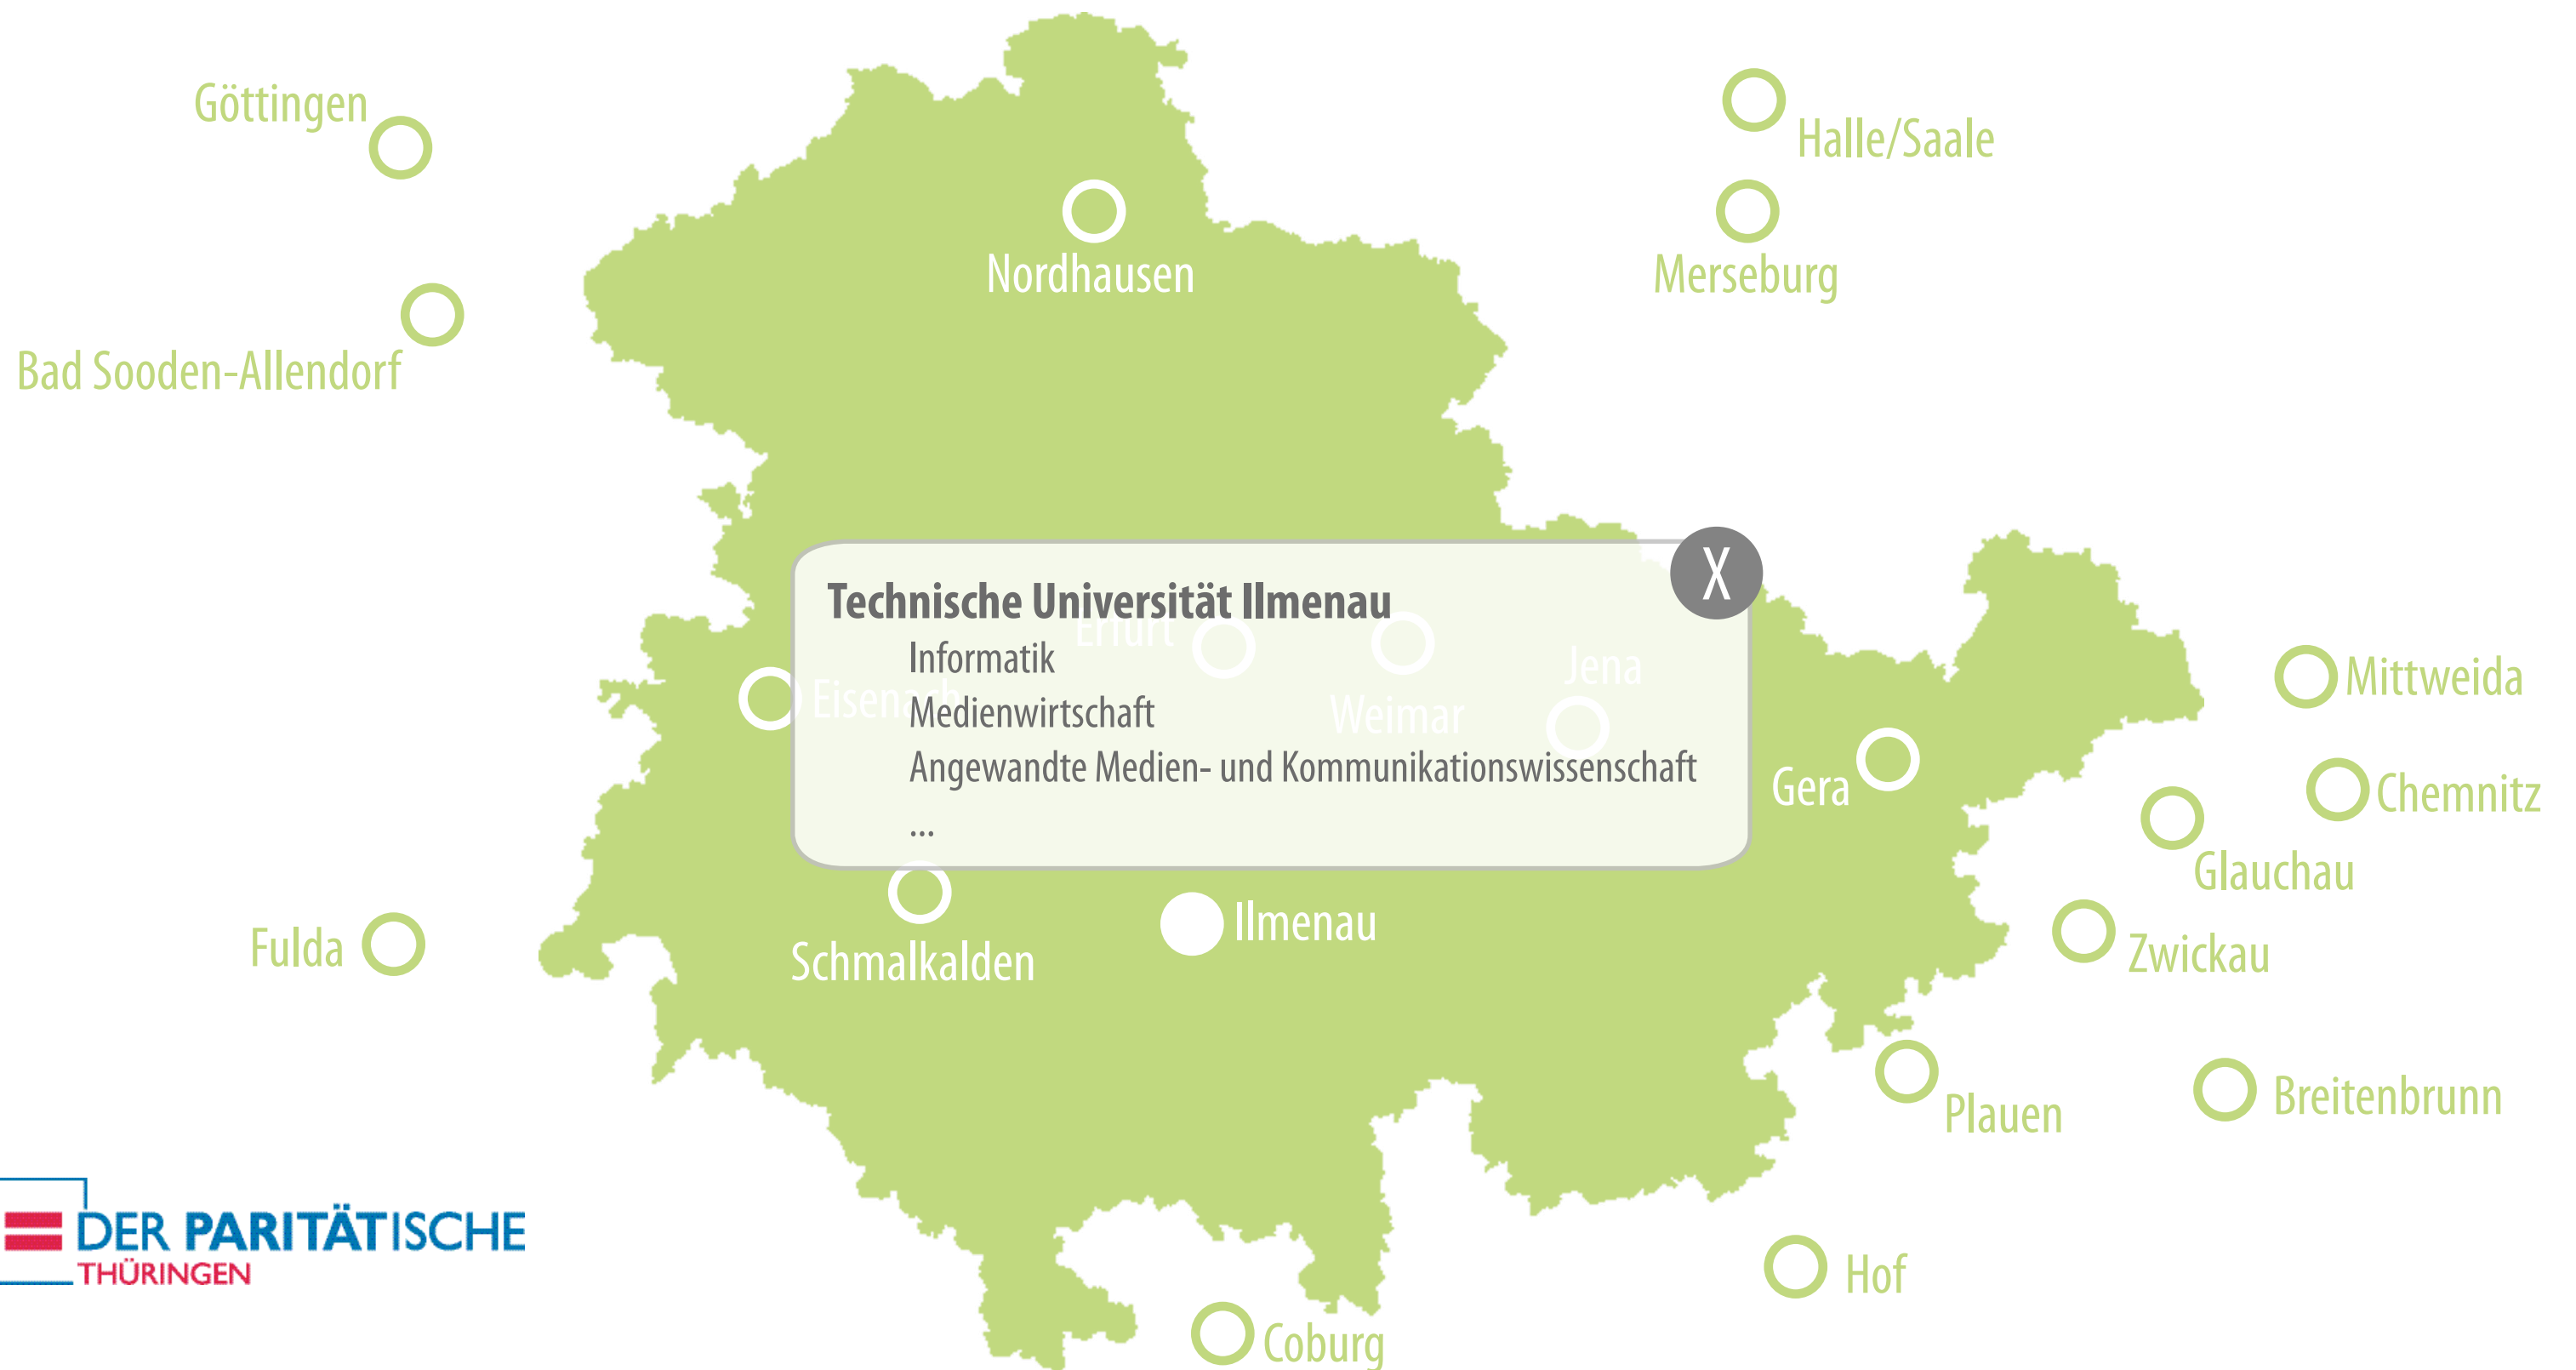 Göttingen
Halle/Saale
Nordhausen
Merseburg
Bad Sooden-Allendorf
X
Technische Universität Ilmenau
Erfurt
Informatik
Jena
Mittweida
Eisenach
Medienwirtschaft
Weimar
Angewandte Medien- und Kommunikationswissenschaft
Gera
Chemnitz
...
Glauchau
Ilmenau
Fulda
Schmalkalden
Zwickau
Breitenbrunn
Plauen
DER PARITÄTISCHE
THÜRINGEN
Hof
Coburg